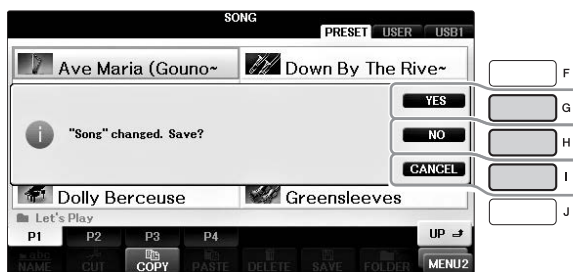 SONG
PRESET USER USB1
Ave Maria (Gouno~ Down By The Rive~
F
YES
G
"Song" changed. Save?
NO
H
CANCEL
I
Dolly Berceuse Greensleeves
J
Let's Play
P1 P2 P3 P4 UP
NAME CUT COPY PASTE DELETE SAVE FOLDER MENU2